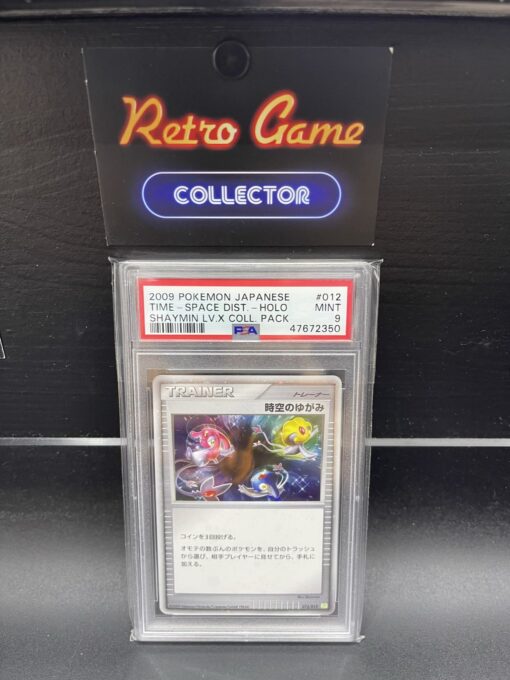 Retro Game
COLLECTOR
2009 POKEMON JAPANESE #012
TIME-SPACE DIST.-HOLO MINT
SHAYMIN LV.X COLL. PACK 9
PSA 47672350
TRAINER トレーナー
時空のゆがみ
コインを3回投げる。
オモテの数ぶんのポケモンを、自分のトラッシュ
から選び、相手プレイヤーに見せてから、手札に
加える。